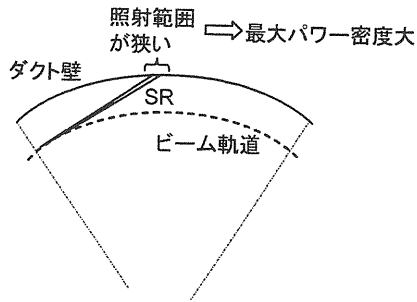 照射範囲
が狭い
最大パワー密度大
ダクト壁
SR
ビーム軌道